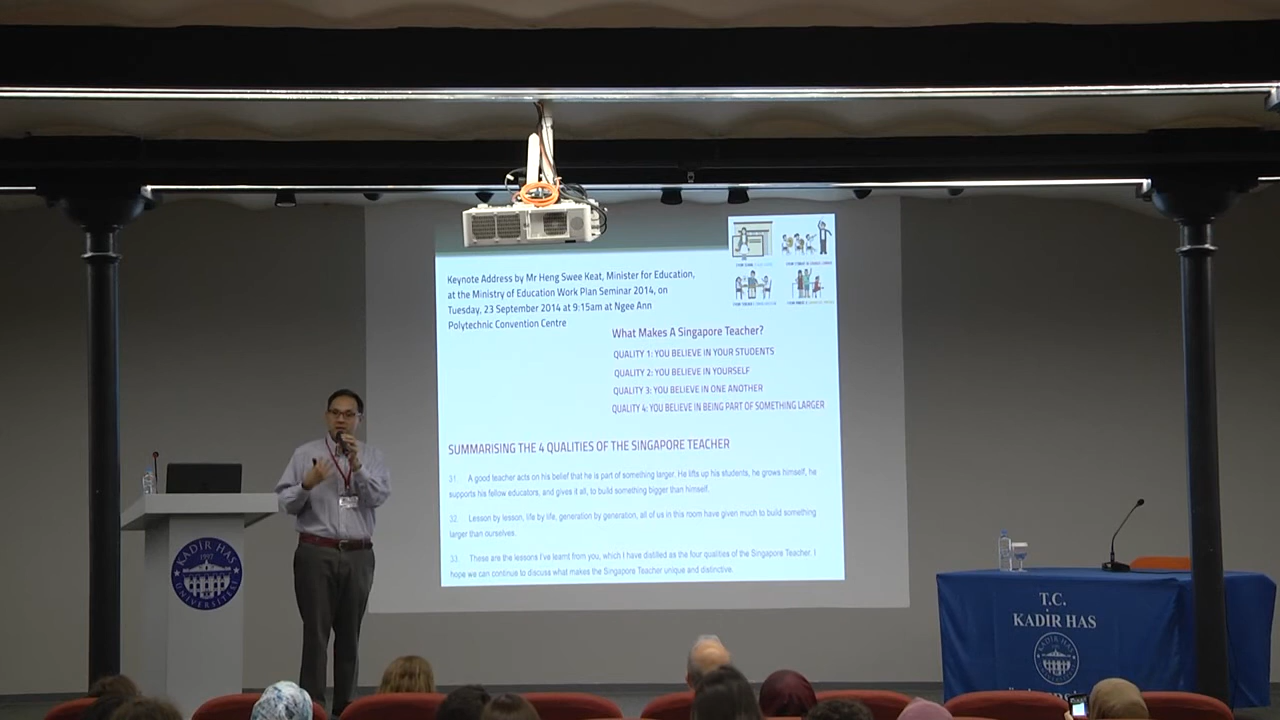 Keynote Address by Mr Heng Swee Keat, Minister for Education,
at the Ministry of Education Work Plan Seminar 2014, on
Tuesday, 23 September 2014 at 9:15am at Ngee Ann
Polytechnic Convention Centre
What Makes A Singapore Teacher?
QUALITY 1: YOU BELIEVE IN YOUR STUDENTS
QUALITY 2: YOU BELIEVE IN YOURSELF
QUALITY 3: YOU BELIEVE IN ONE ANOTHER
QUALITY 4: YOU BELIEVE IN BEING PART OF SOMETHING LARGER
SUMMARISING THE 4 QUALITIES OF THE SINGAPORE TEACHER
31. A good teacher acts on his belief that he is part of something larger. He lifts up his students, he grows himself, he
supports his fellow educators, and gives it all, to build something bigger than himself.
32. Lesson by lesson, life by life, generation by generation, all of us in this room have given much to build something
larger than ourselves.
33. These are the lessons I've learnt from you, which I have distilled as the four qualities of the Singapore Teacher. I
hope we can continue to discuss what makes the Singapore Teacher unique and distinctive.
KADİR HAS
1997
ÜNİVERSİTESİ
T.C.
KADİR HAS